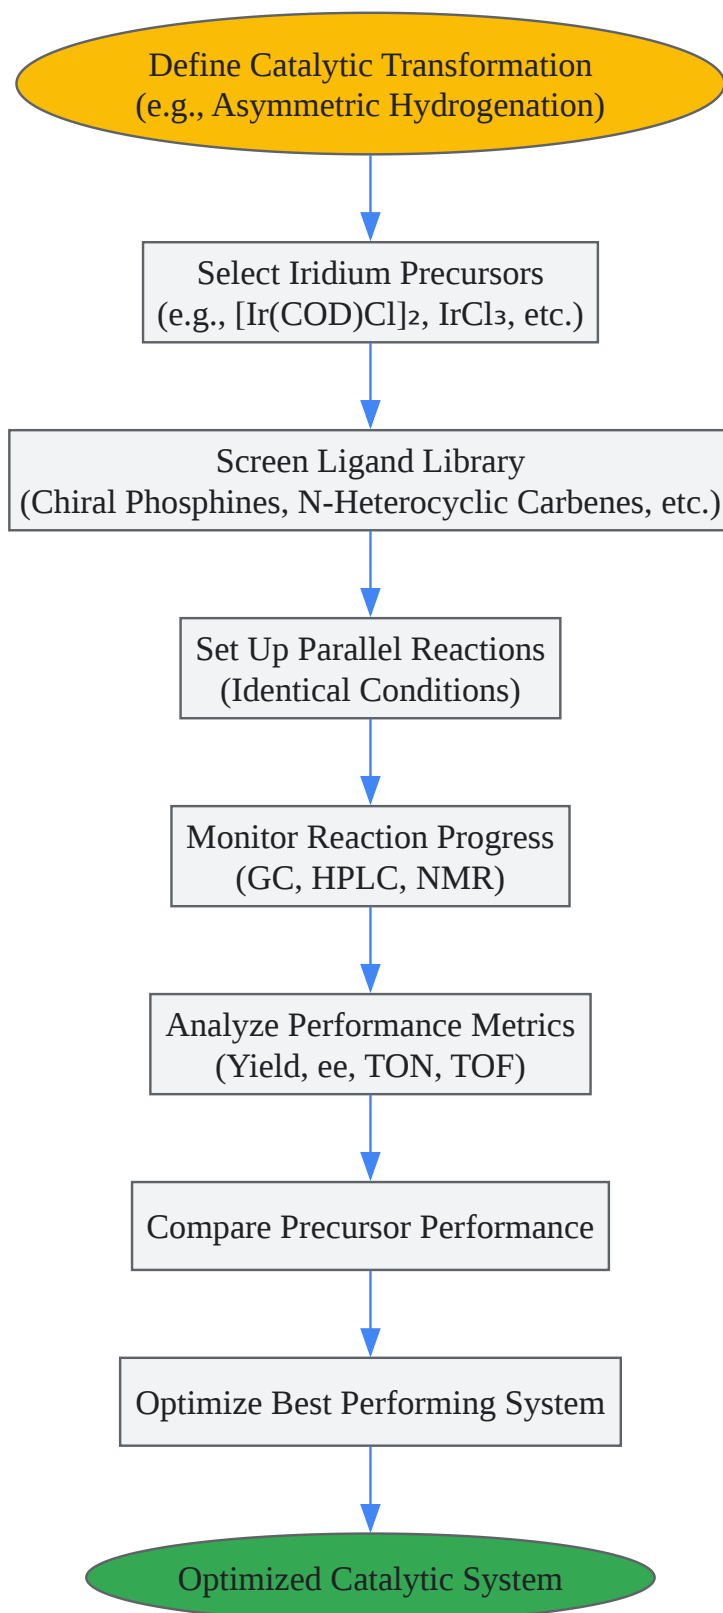 Define Catalytic Transformation
(e.g., Asymmetric Hydrogenation)
Select Iridium Precursors
(e.g., [Ir(COD)Cl]₂, IrCl₃, etc.)
Screen Ligand Library
(Chiral Phosphines, N-Heterocyclic Carbenes, etc.)
Set Up Parallel Reactions
(Identical Conditions)
Monitor Reaction Progress
(GC, HPLC, NMR)
Analyze Performance Metrics
(Yield, ee, TON, TOF)
Compare Precursor Performance
Optimize Best Performing System
Optimized Catalytic System